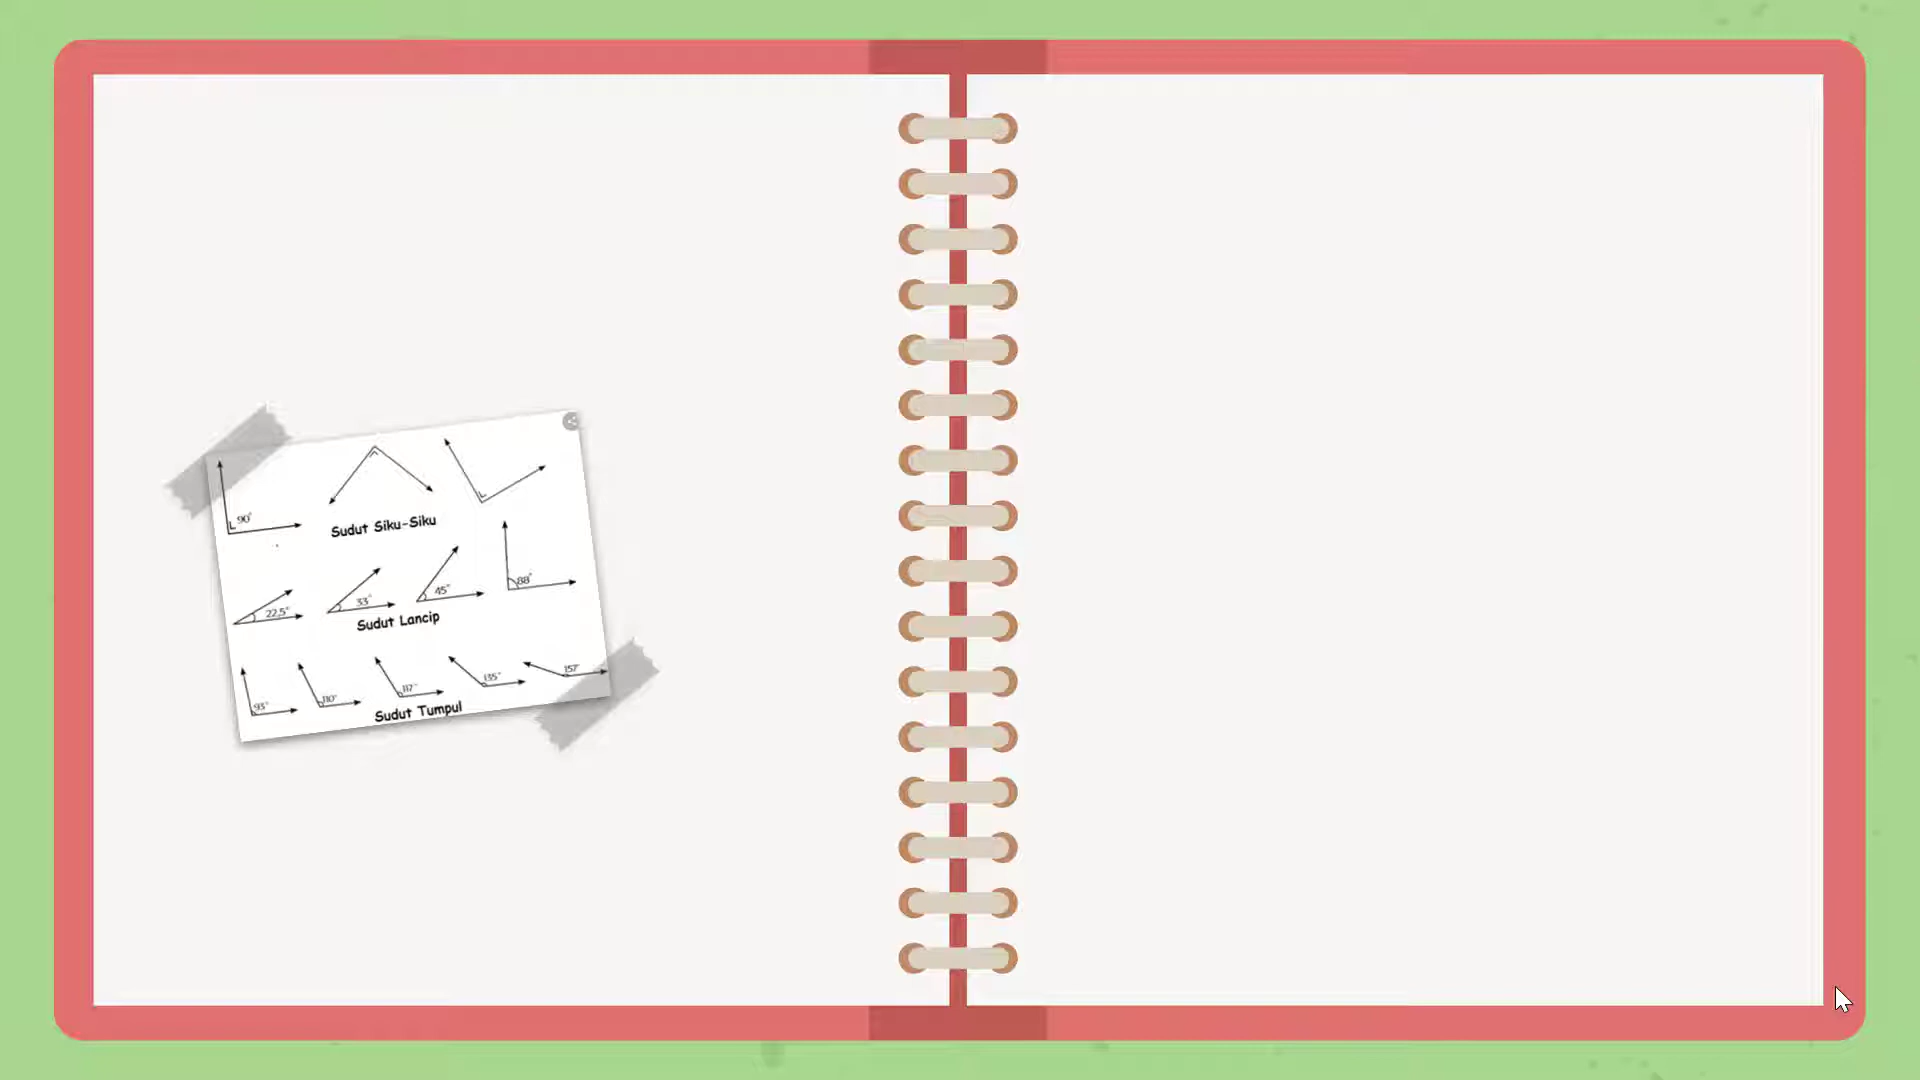 90°
Sudut Siku-Siku
22,5° 33° 45° 88°
Sudut Lancip
93° 110° 117° 135° 157°
Sudut Tumpul